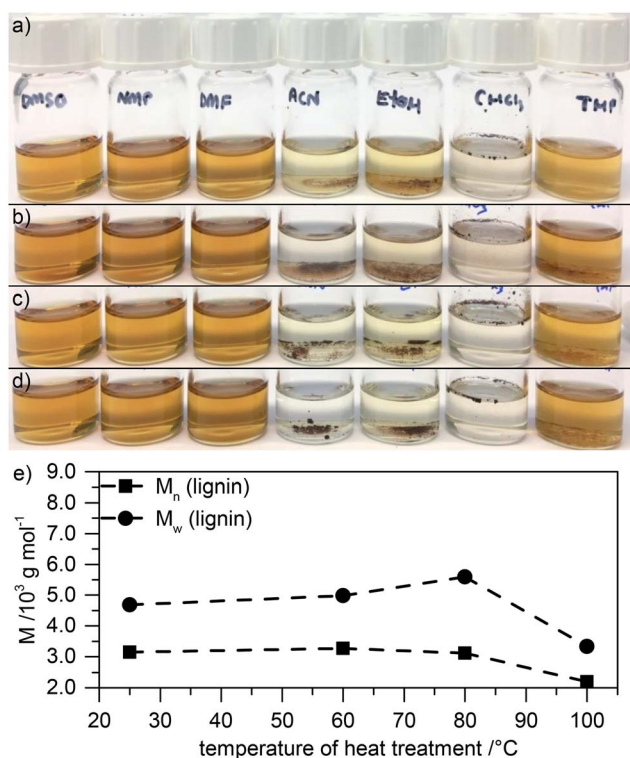 a)
DMSO NMP DMF ACN EtOH CHCl₃ THF
b)
c)
d)
e)
9.0
8.0
7.0
6.0
5.0
4.0
3.0
2.0
M /10³ g mol⁻¹
Mₙ (lignin)
M_w (lignin)
20 30 40 50 60 70 80 90 100
temperature of heat treatment /°C